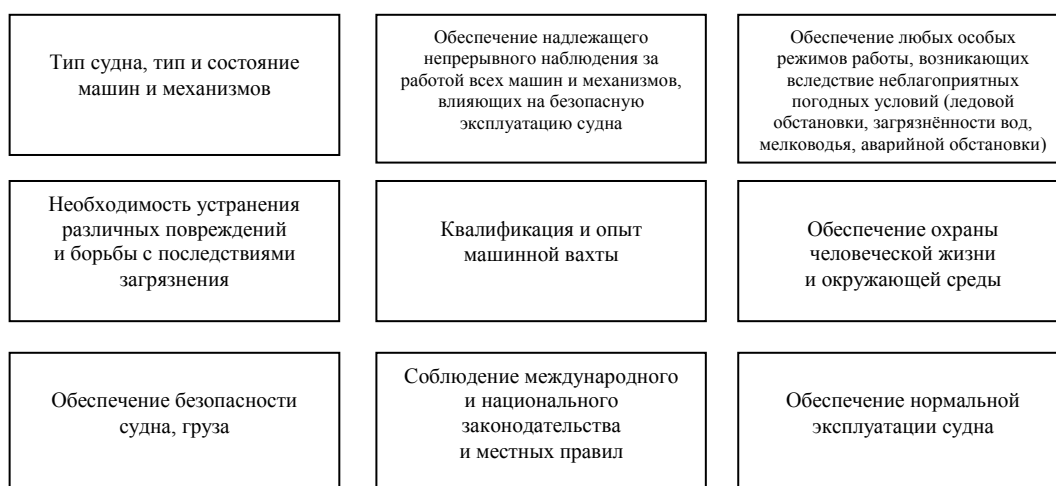 Тип судна, тип и состояние
машин и механизмов
Обеспечение надлежащего
непрерывного наблюдения за
работой всех машин и механизмов,
влияющих на безопасную
эксплуатацию судна
Обеспечение любых особых
режимов работы, возникающих
вследствие неблагоприятных
погодных условий (ледовой
обстановки, загрязнённости вод,
мелководья, аварийной обстановки)
Необходимость устранения
различных повреждений
и борьбы с последствиями
загрязнения
Квалификация и опыт
машинной вахты
Обеспечение охраны
человеческой жизни
и окружающей среды
Обеспечение безопасности
судна, груза
Соблюдение международного
и национального
законодательства
и местных правил
Обеспечение нормальной
эксплуатации судна